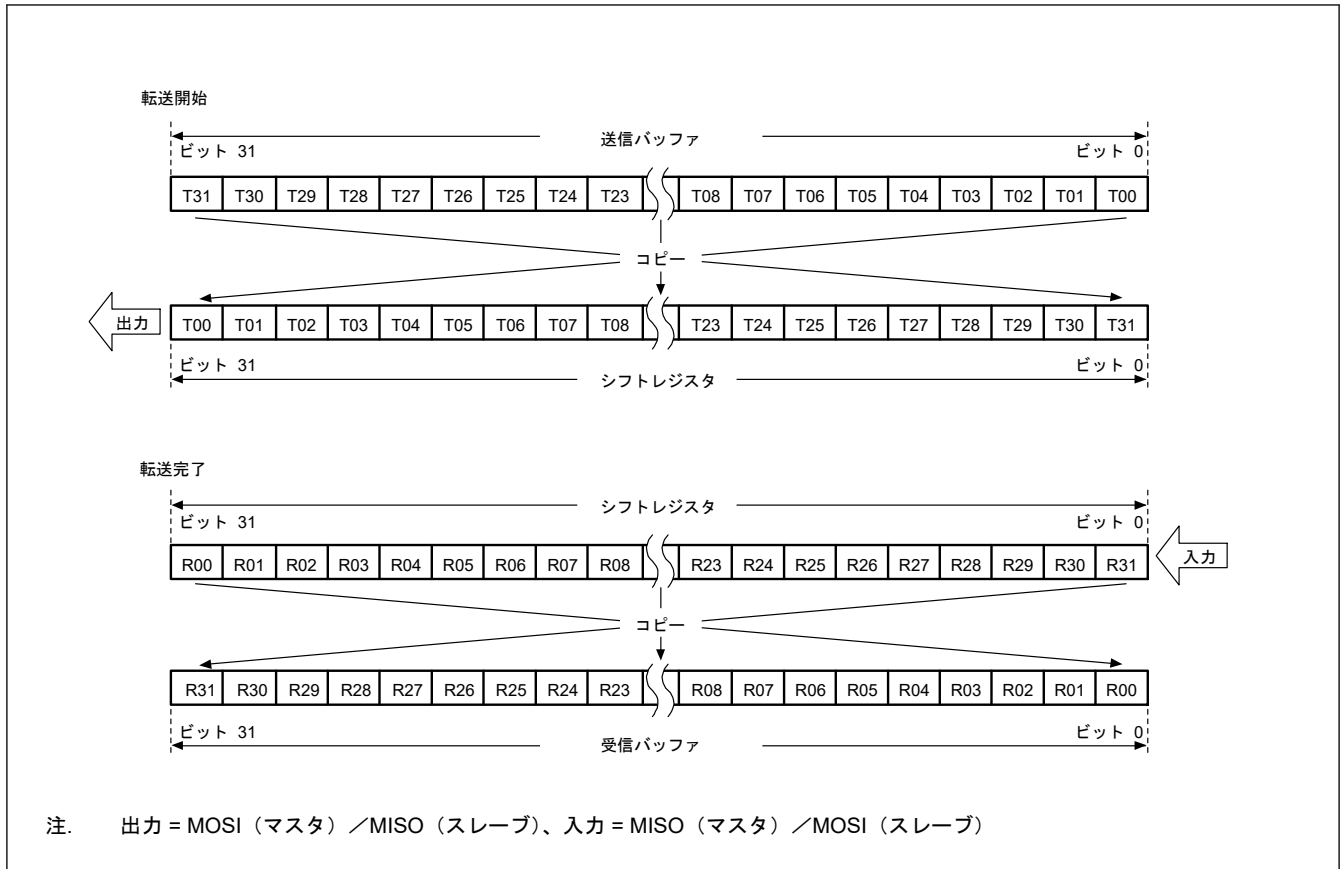 転送開始
送信バッファ
ビット 31 ビット 0
T31 T30 T29 T28 T27 T26 T25 T24 T23 T08 T07 T06 T05 T04 T03 T02 T01 T00
コピー
出力 T00 T01 T02 T03 T04 T05 T06 T07 T08 T23 T24 T25 T26 T27 T28 T29 T30 T31
ビット 31 ビット 0
シフトレジスタ
転送完了
シフトレジスタ
ビット 31 ビット 0
R00 R01 R02 R03 R04 R05 R06 R07 R08 R23 R24 R25 R26 R27 R28 R29 R30 R31 入力
コピー
R31 R30 R29 R28 R27 R26 R25 R24 R23 R08 R07 R06 R05 R04 R03 R02 R01 R00
ビット 31 ビット 0
受信バッファ
注. 出力 = MOSI（マスタ）／MISO（スレーブ）、入力 = MISO（マスタ）／MOSI（スレーブ）